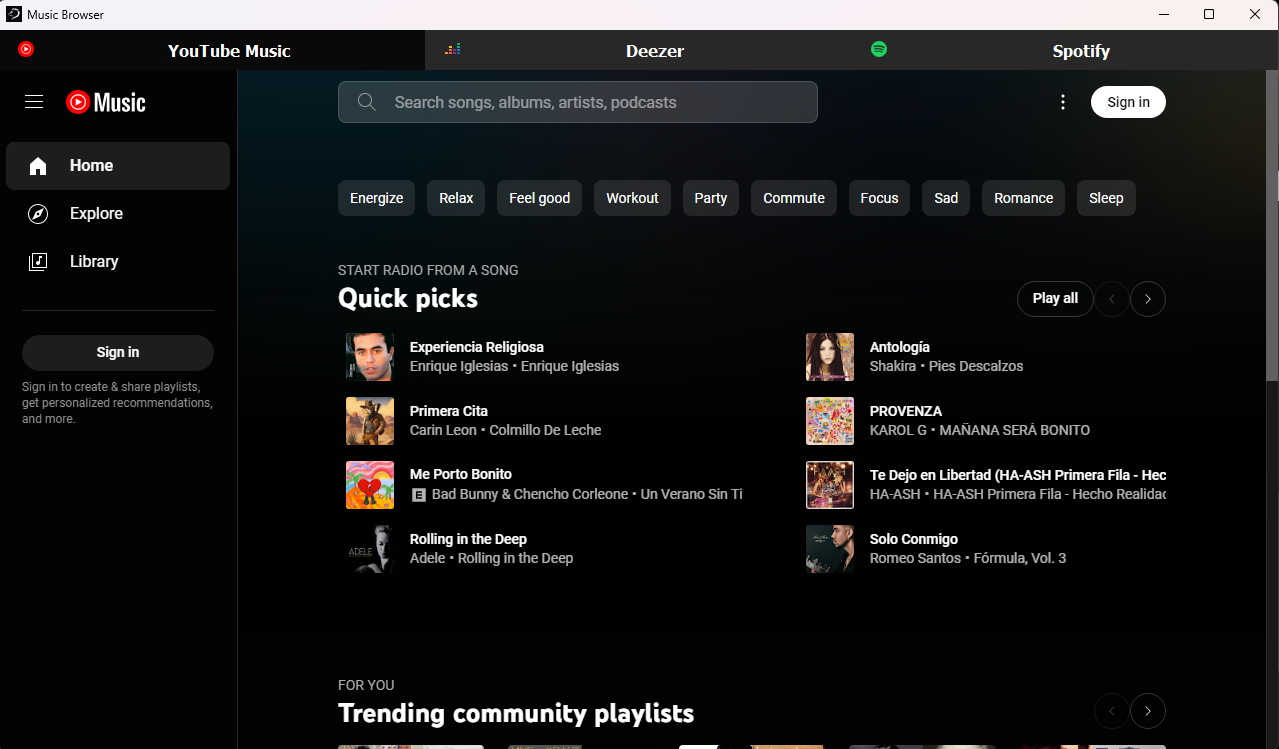 Music Browser
YouTube Music
Deezer
Spotify
Music
Search songs, albums, artists, podcasts
Sign in
Home
Explore
Library
Sign in
Sign in to create & share playlists,
get personalized recommendations,
and more.
Energize
Relax
Feel good
Workout
Party
Commute
Focus
Sad
Romance
Sleep
START RADIO FROM A SONG
Quick picks
Play all
Experiencia Religiosa
Enrique Iglesias • Enrique Iglesias
Antología
Shakira • Pies Descalzos
Primera Cita
Carin Leon • Colmillo De Leche
PROVENZA
KAROL G • MAÑANA SERÁ BONITO
Me Porto Bonito
E Bad Bunny & Chencho Corleone • Un Verano Sin Ti
Te Dejo en Libertad (HA-ASH Primera Fila - Hec
HA-ASH • HA-ASH Primera Fila - Hecho Realidad
ADELE
Rolling in the Deep
Adele • Rolling in the Deep
Solo Conmigo
Romeo Santos • Fórmula, Vol. 3
FOR YOU
Trending community playlists